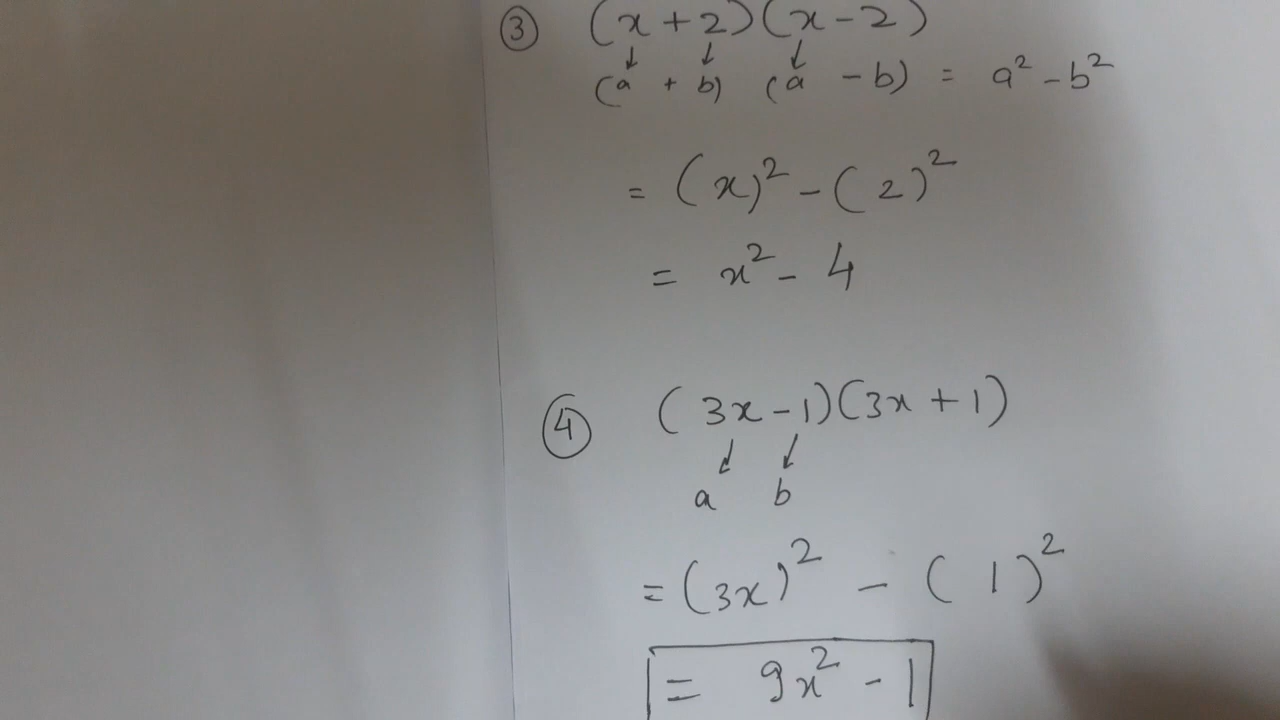 ③ (x + 2)(x - 2)
↓ ↓ ↓
(a + b) (a - b) = a² - b²
= (x)² - (2)²
= x² - 4
④ (3x - 1)(3x + 1)
↓ ↓
a b
= (3x)² - (1)²
= 9x² - 1